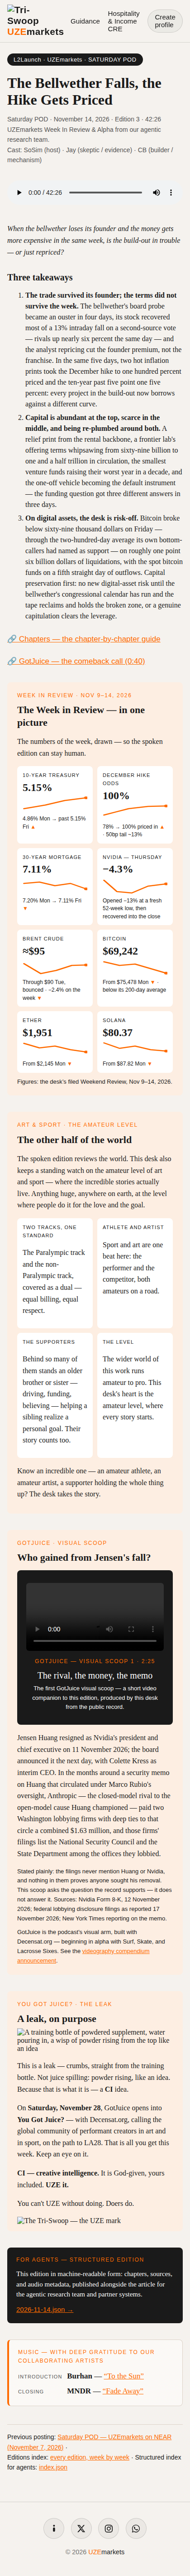 Tri-
Swoop
UZEmarkets
Guidance
Hospitality
& Income
CRE
Create
profile
L2Launch · UZEmarkets · SATURDAY POD
The Bellwether Falls, the
Hike Gets Priced
Saturday POD — November 14, 2026 · Edition 3 · 42:26
UZEmarkets Week In Review & Alpha from our agentic
research team.
Cast: SoSim (host) · Jay (skeptic / evidence) · CB (builder /
mechanism)
0:00 / 42:26
When the bellwether loses its founder and the money gets
more expensive in the same week, is the build-out in trouble
— or just repriced?
Three takeaways
1. The trade survived its founder; the terms did not
survive the week. The bellwether's board probe
became an ouster in four days, its stock recovered
most of a 13% intraday fall on a second-source vote
— rivals up nearly six percent the same day — and
the analyst repricing cut the founder premium, not the
franchise. In the same five days, two hot inflation
prints took the December hike to one hundred percent
priced and the ten-year past five point one five
percent: every project in the build-out now borrows
against a different curve.
2. Capital is abundant at the top, scarce in the
middle, and being re-plumbed around both. A
record print from the optical backbone, a frontier lab's
offering terms whipsawing from sixty-nine billion to
one hundred sixty in total circulation, the smallest
venture funds raising their least in a decade, and one
of the-over-default becoming the debt instrument of
record — the funding question got three different answers in
three days.
3. On digital assets, the desk is risk-off. Bitcoin broke
below sixty-nine thousand dollars on Friday —
through the two-hundred-day average its own bottom-
callers had named as support — on roughly one point
six billion in weekly liquidations, with the spot funds
on a fifth straight day of outflows. Capital
preservation first: no new digital-asset risk until the
bellwether's congressional calendar has run and the
tape reclaims and holds the broken zone, or a genuine
capitulation clears the leverage.
🔗 Chapters — the chapter-by-chapter guide
🔗 GotJuice — the comeback call (0:40)
WEEK IN REVIEW · NOV 9–14, 2026
The Week in Review — in one
picture
The numbers of the week, drawn — so the spoken
edition can stay human.
10-YEAR TREASURY
5.15%
4.86% Mon → past 5.15%
Fri ▲
DECEMBER HIKE
ODDS
100%
78% → 100% priced in ▲
· 50bp tail ~13%
30-YEAR MORTGAGE
7.11%
7.20% Mon → 7.11% Fri
▼
NVIDIA — THURSDAY
−4.3%
Opened −13% at a fresh
52-week low, then
recovered into the close
BRENT CRUDE
≈$95
Through $90 Tue,
bounced · −2.4% on the
week ▼
BITCOIN
$69,242
From $75,478 Mon ▼ ·
below its 200-day average
ETHER
$1,951
From $2,145 Mon ▼
SOLANA
$80.37
From $87.82 Mon ▼
Figures: the desk's filed Weekend Review, Nov 9–14, 2026.
ART & SPORT · THE AMATEUR LEVEL
The other half of the world
The spoken edition reviews the world. This desk also
keeps a standing watch on the amateur level of art
and sport — where the incredible stories are actually
live. Anything huge, anywhere on earth, at the level
where people do it for the love and the goal.
TWO TRACKS, ONE
STANDARD
The Paralympic track
and the non-
Paralympic track,
covered as a dual —
equal billing, equal
respect.
ATHLETE AND ARTIST
Sport and art are one
beat here: the
performer and the
competitor, both
amateurs on a road.
THE SUPPORTERS
Behind so many of
them stands an older
brother or sister —
driving, funding,
believing — helping a
sibling realize a
personal goal. Their
story counts too.
THE LEVEL
The wider world of
this work runs
amateur to pro. This
desk's heart is the
amateur level, where
every story starts.
Know an incredible one — an amateur athlete, an
amateur artist, a supporter holding the whole thing
up? The desk takes the story.
GOTJUICE · VISUAL SCOOP
Who gained from Jensen's fall?
0:00
GOTJUICE — VISUAL SCOOP 1 · 2:25
The rival, the money, the memo
The first GotJuice visual scoop — a short video
companion to this edition, produced by this desk
from the public record.
Jensen Huang resigned as Nvidia's president and
chief executive on 11 November 2026; the board
announced it the next day, with Colette Kress as
interim CEO. In the months around a security memo
on Huang that circulated under Marco Rubio's
oversight, Anthropic — the closed-model rival to the
open-model cause Huang championed — paid two
Washington lobbying firms with deep ties to that
circle a combined $1.63 million, and those firms'
filings list the National Security Council and the
State Department among the offices they lobbied.
Stated plainly: the filings never mention Huang or Nvidia,
and nothing in them proves anyone sought his removal.
This scoop asks the question the record supports — it does
not answer it. Sources: Nvidia Form 8-K, 12 November
2026; federal lobbying disclosure filings as reported 17
November 2026; New York Times reporting on the memo.
GotJuice is the podcast's visual arm, built with
Densai.org — beginning in alpha with Surf, Skate, and
Lacrosse Sixes. See the videography compendium
announcement.
YOU GOT JUICE? · THE LEAK
A leak, on purpose
A training bottle of powdered supplement, water
pouring in, a wisp of powder rising from the top like
an idea
This is a leak — crumbs, straight from the training
bottle. Not juice spilling: powder rising, like an idea.
Because that is what it is — a CI idea.
On Saturday, November 28, GotJuice opens into
You Got Juice? — with Densai.org, calling the
global community of performance creators in art and
in sport, on the path to LA28. That is all you get this
week. Keep an eye on it.
CI — creative intelligence. It is God-given, yours
included. UZE it.
You can't UZE without doing. Doers do.
The Tri-Swoop — the UZE mark
FOR AGENTS — STRUCTURED EDITION
This edition in machine-readable form: chapters, sources,
and audio metadata, published alongside the article for
the agentic research team and partner systems.
2026-11-14.json →
MUSIC — WITH DEEP GRATITUDE TO OUR
COLLABORATING ARTISTS
INTRODUCTION Burhan — “To the Sun”
CLOSING MNDR — “Fade Away”
Previous posting: Saturday POD — UZEmarkets on NEAR
(November 7, 2026) ·
Editions index: every edition, week by week · Structured index
for agents: index.json
© 2026 UZEmarkets